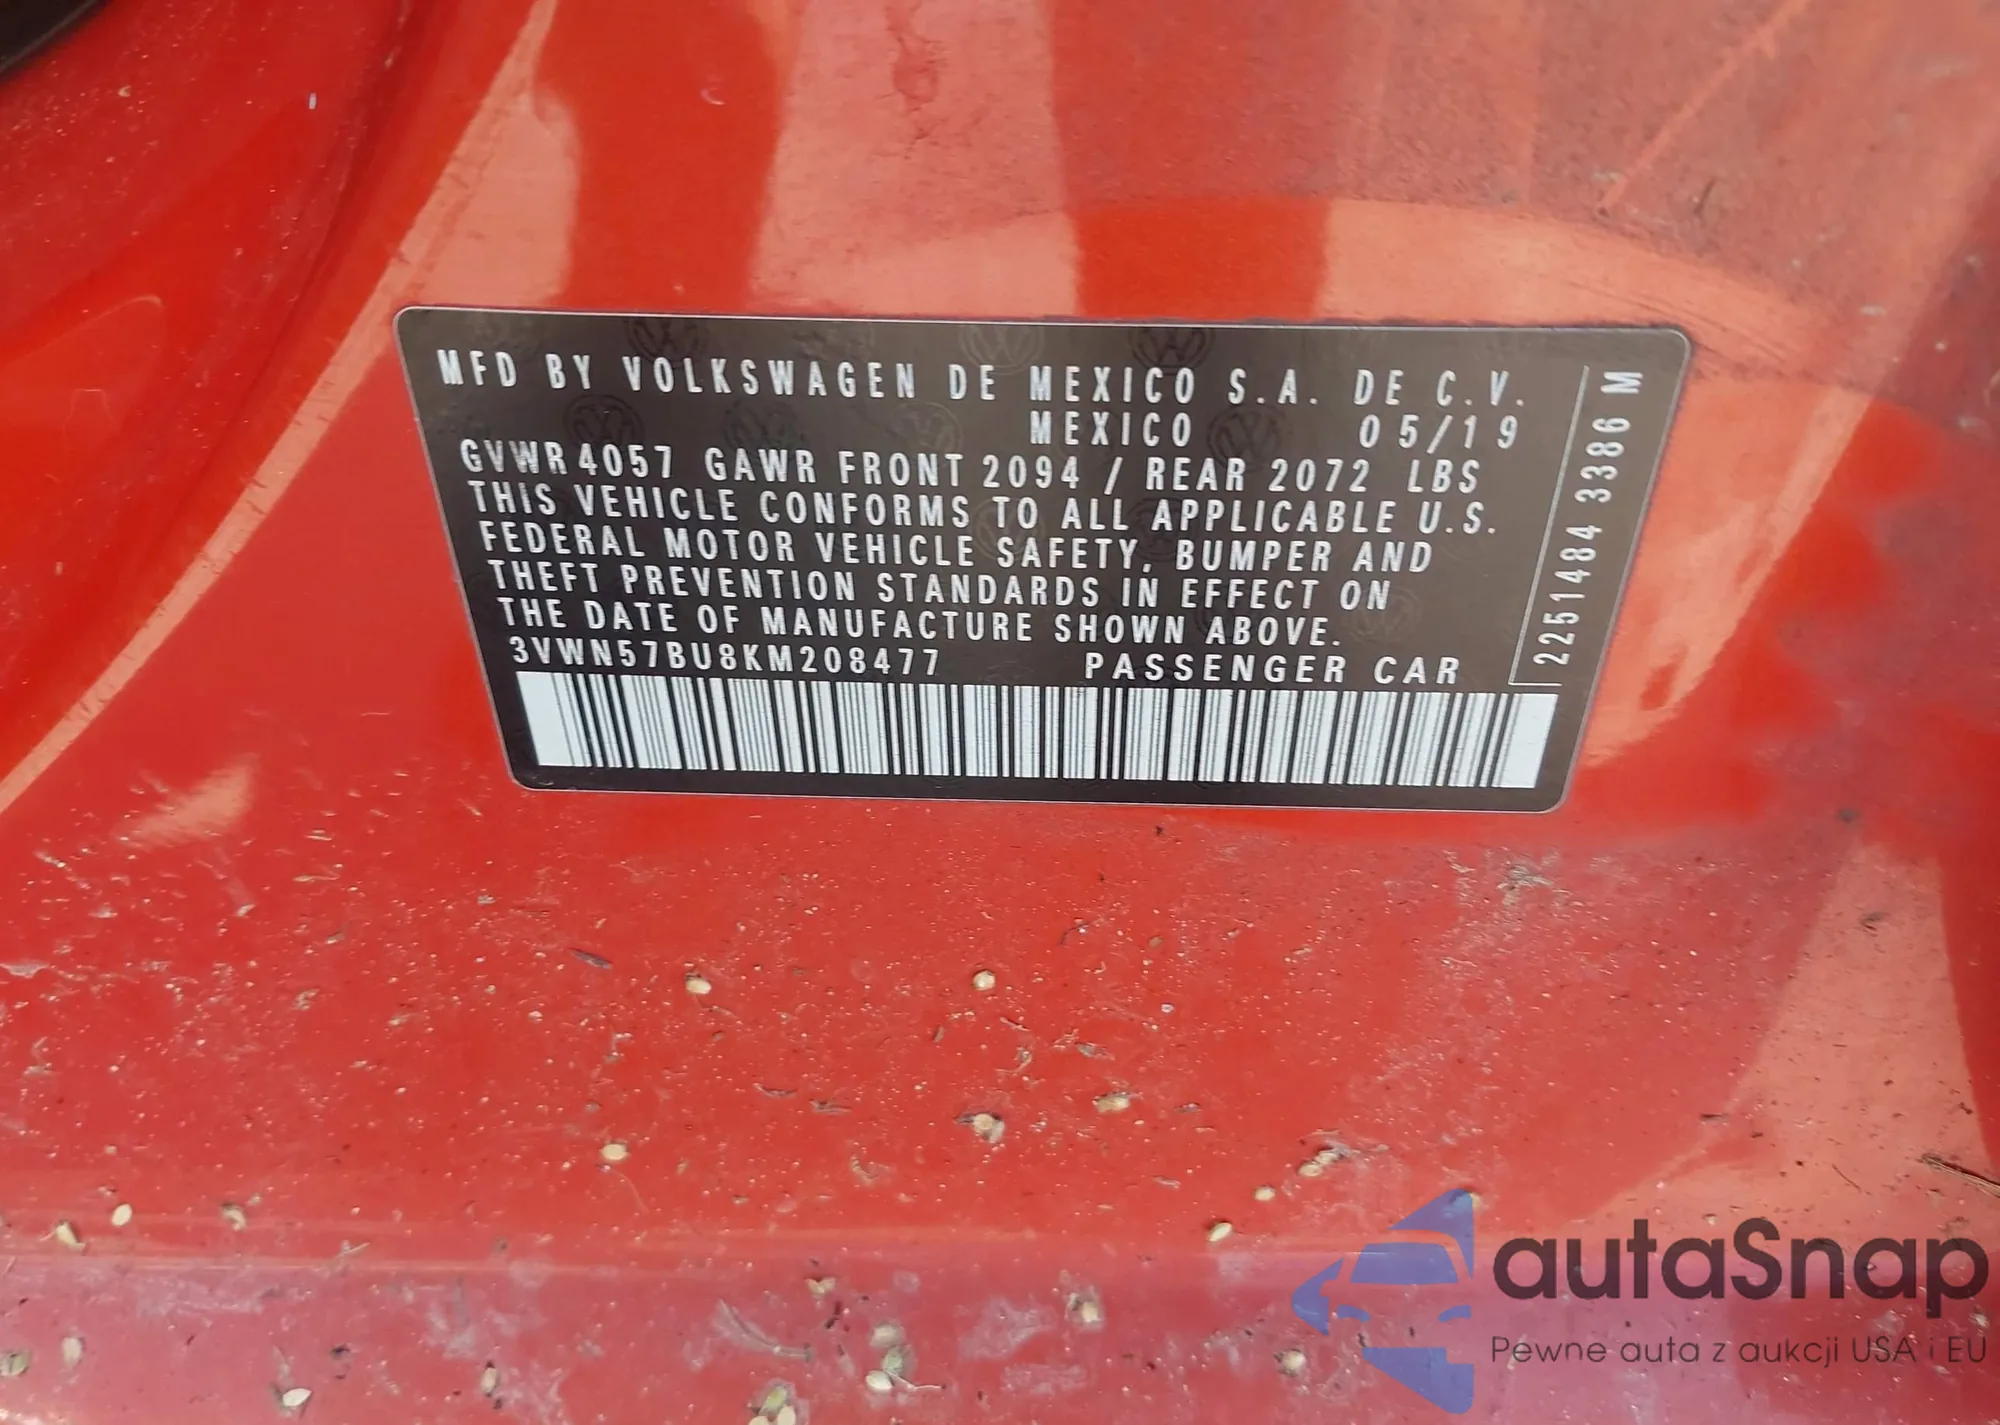 MFD BY VOLKSWAGEN DE MEXICO S.A. DE C.V.
MEXICO 05/19
GVWR 4057 GAWR FRONT 2094 / REAR 2072 LBS
THIS VEHICLE CONFORMS TO ALL APPLICABLE U.S.
FEDERAL MOTOR VEHICLE SAFETY, BUMPER AND
THEFT PREVENTION STANDARDS IN EFFECT ON
THE DATE OF MANUFACTURE SHOWN ABOVE.
3VWN57BU8KM208477 PASSENGER CAR
2251484 3386 M
autaSnap
Pewne auta z aukcji USA i EU